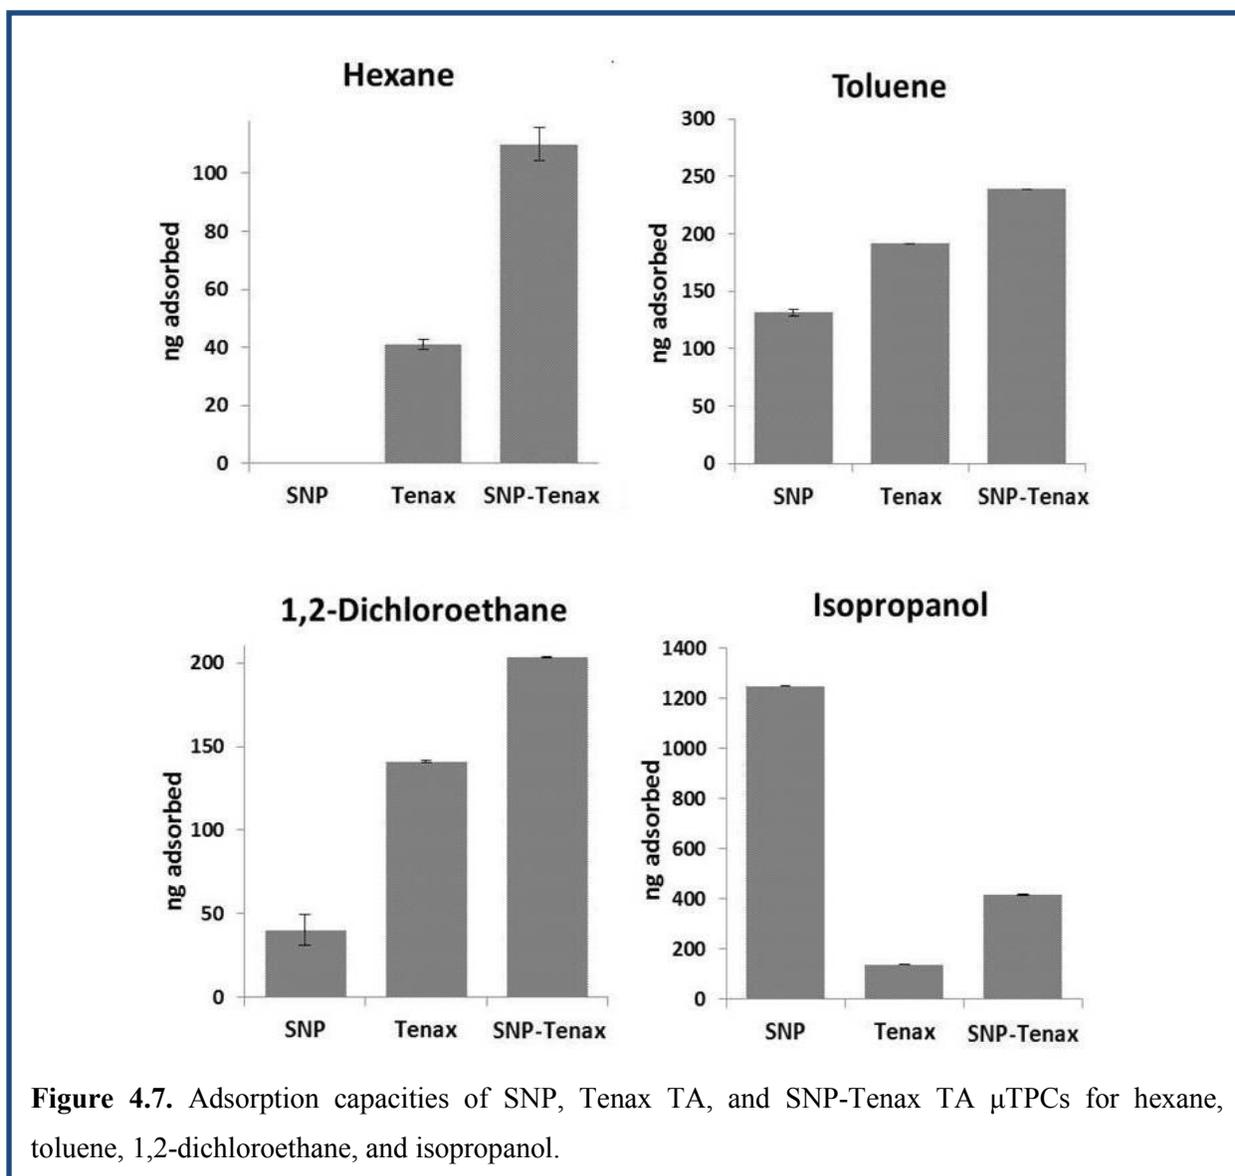 Hexane
ng adsorbed
100
80
60
40
20
0
SNP Tenax SNP-Tenax
Toluene
ng adsorbed
300
250
200
150
100
50
0
SNP Tenax SNP-Tenax
1,2-Dichloroethane
ng adsorbed
200
150
100
50
0
SNP Tenax SNP-Tenax
Isopropanol
ng adsorbed
1400
1200
1000
800
600
400
200
0
SNP Tenax SNP-Tenax
Figure 4.7. Adsorption capacities of SNP, Tenax TA, and SNP-Tenax TA μTPCs for hexane,
toluene, 1,2-dichloroethane, and isopropanol.